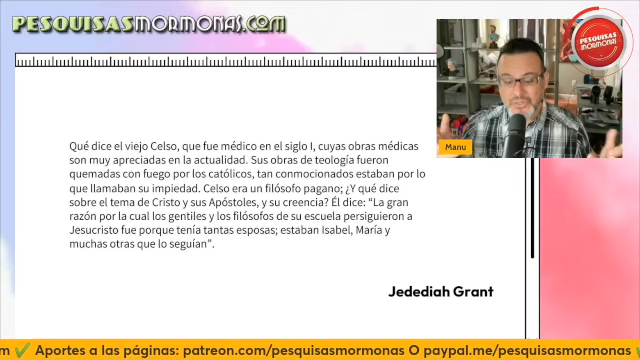 PESQUISASMORMONAS.COM
PESQUISAS
MORMONAS
Manu
Qué dice el viejo Celso, que fue médico en el siglo I, cuyas obras médicas
son muy apreciadas en la actualidad. Sus obras de teología fueron
quemadas con fuego por los católicos, tan conmocionados estaban por lo
que llamaban su impiedad. Celso era un filósofo pagano; ¿Y qué dice
sobre el tema de Cristo y sus Apóstoles, y su creencia? Él dice: “La gran
razón por la cual los gentiles y los filósofos de su escuela persiguieron a
Jesucristo fue porque tenía tantas esposas; estaban Isabel, María y
muchas otras que lo seguían”.
Jedediah Grant
m ✔ Aportes a las páginas: patreon.com/pesquisasmormonas O paypal.me/pesquisasmormonas